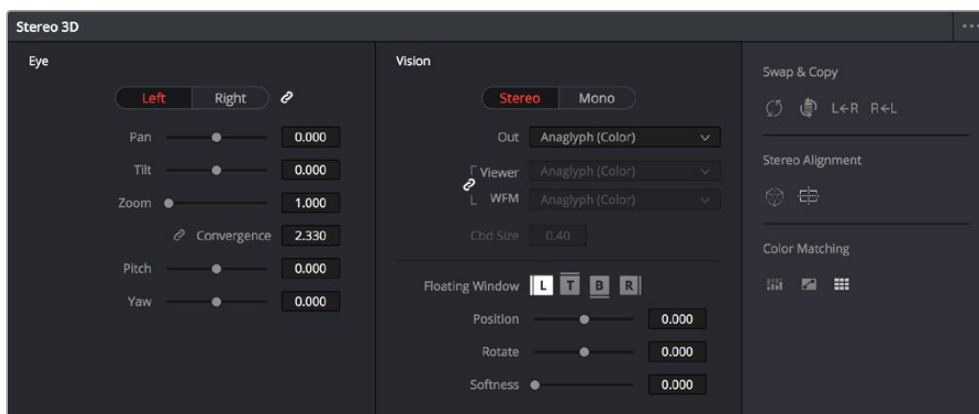 Stereo 3D
Eye
Left Right
Pan 0.000
Tilt 0.000
Zoom 1.000
Convergence 2.330
Pitch 0.000
Yaw 0.000
Vision
Stereo Mono
Out Anaglyph (Color)
Viewer Anaglyph (Color)
WFM Anaglyph (Color)
Cbd Size 0.40
Floating Window L T B R
Position 0.000
Rotate 0.000
Softness 0.000
Swap & Copy
L←R R←L
Stereo Alignment
Color Matching